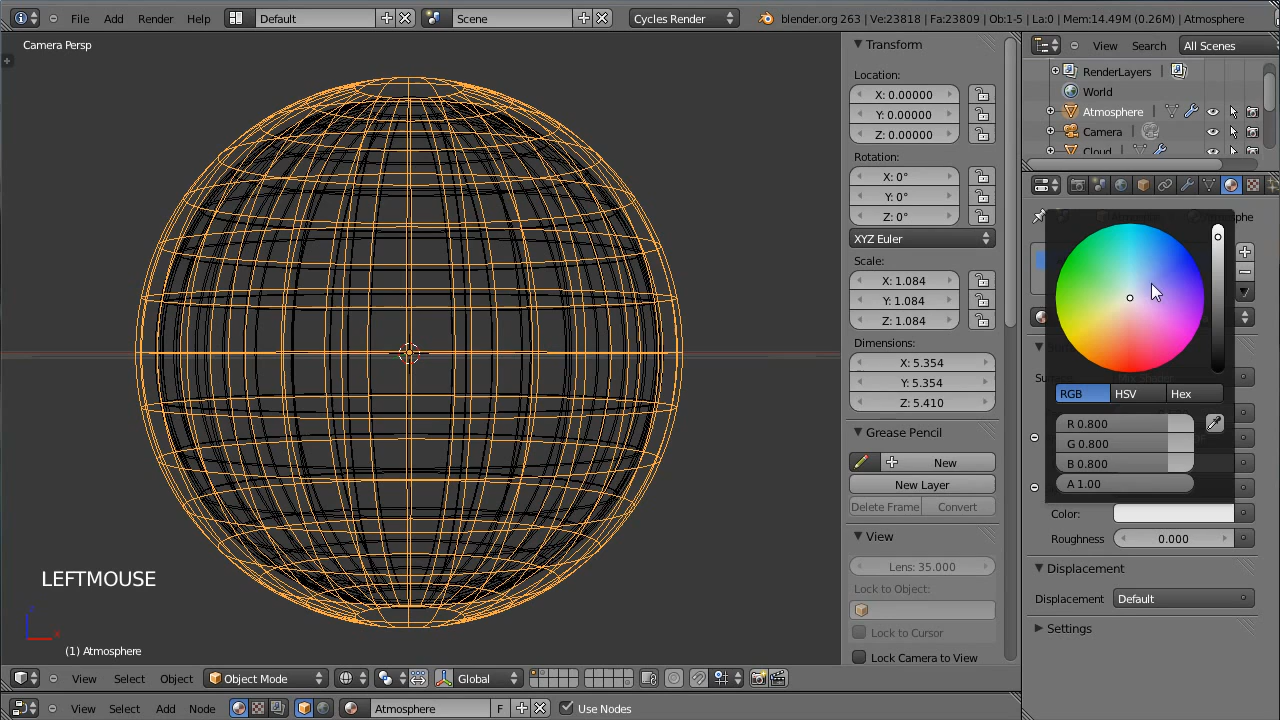 File Add Render Help Default Scene Cycles Render blender.org 263 | Ve:23818 | Fa:23809 | Ob:1-5 | La:0 | Mem:14.49M (0.26M) | Atmosphere
Camera Persp
Transform
Location:
X: 0.00000
Y: 0.00000
Z: 0.00000
Rotation:
X: 0°
Y: 0°
Z: 0°
XYZ Euler
Scale:
X: 1.084
Y: 1.084
Z: 1.084
Dimensions:
X: 5.354
Y: 5.354
Z: 5.410
Grease Pencil
New
New Layer
Delete Frame Convert
View
Lens: 35.000
Lock to Object:
Lock to Cursor
Lock Camera to View
View Search All Scenes
RenderLayers
World
Atmosphere
Camera
Cloud
RGB HSV Hex
R 0.800
G 0.800
B 0.800
A 1.00
Color:
Roughness 0.000
Displacement
Displacement Default
Settings
LEFTMOUSE
(1) Atmosphere
View Select Object Object Mode Global
View Select Add Node Atmosphere F Use Nodes